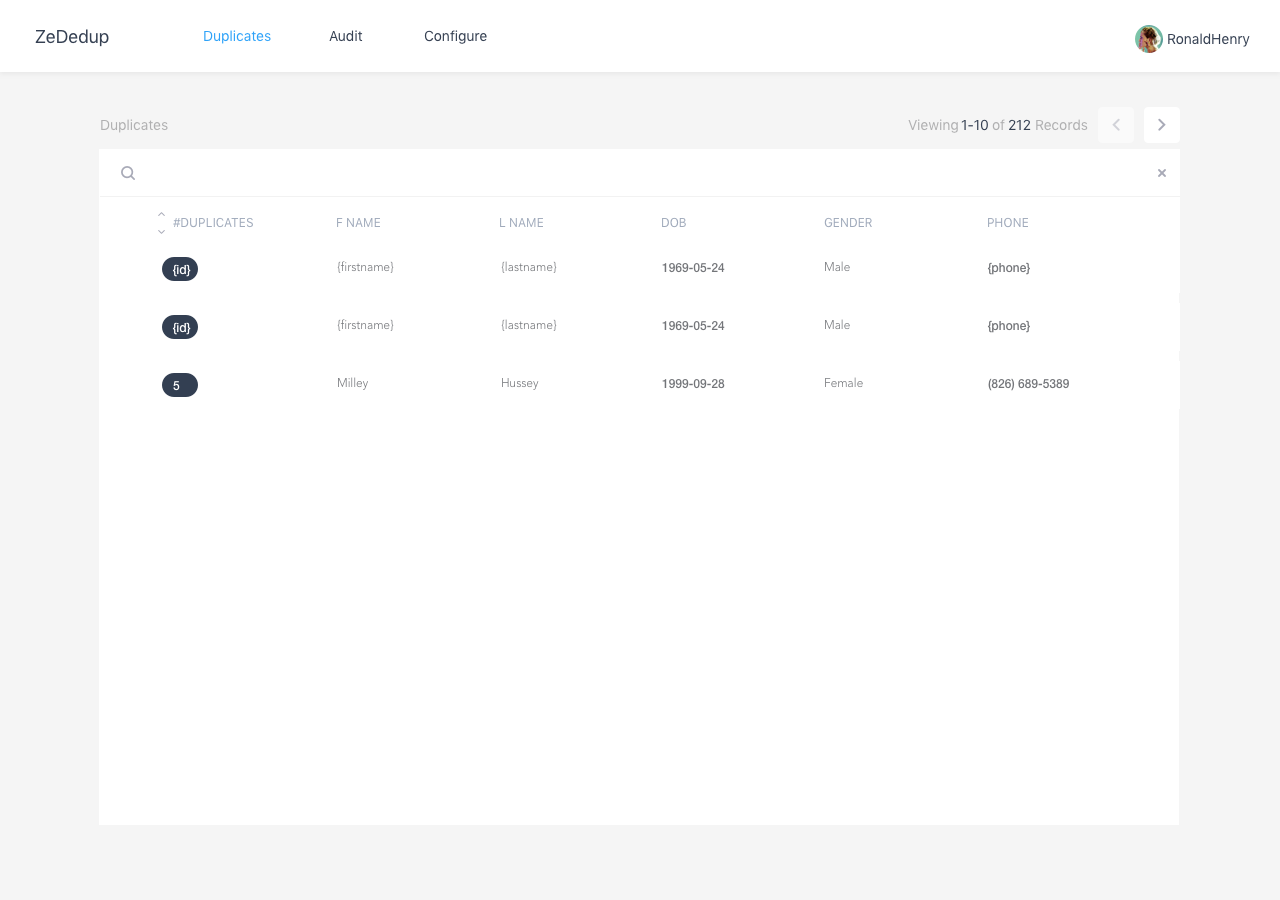 ZeDedup Duplicates Audit Configure RonaldHenry
Duplicates Viewing 1-10 of 212 Records
#DUPLICATES F NAME L NAME DOB GENDER PHONE
{id} {firstname} {lastname} 1969-05-24 Male {phone}
{id} {firstname} {lastname} 1969-05-24 Male {phone}
5 Milley Hussey 1999-09-28 Female (826) 689-5389